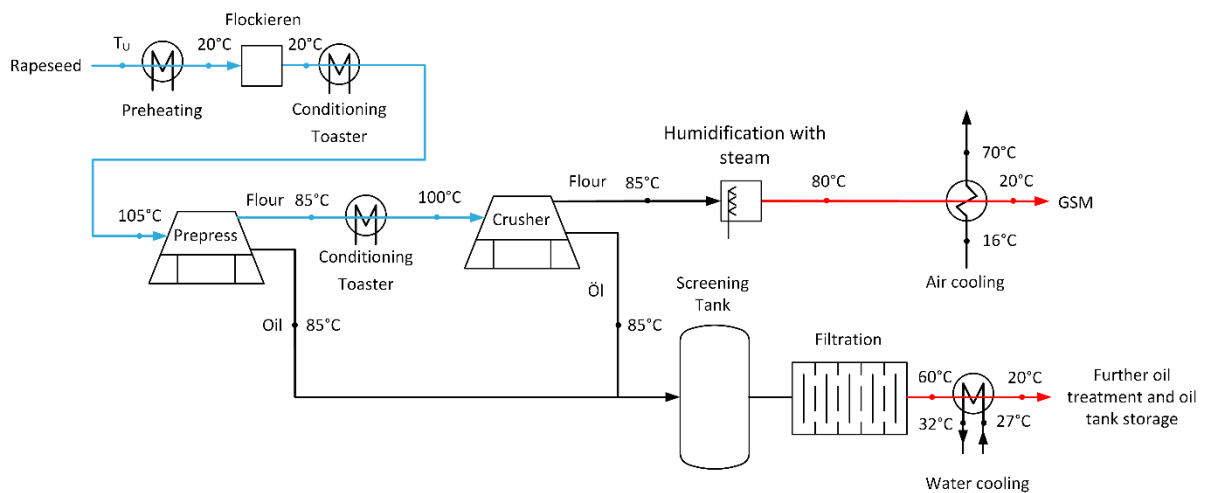 Flockieren
Rapeseed
T_U
20°C
20°C
Preheating
Conditioning
Toaster
Humidification with
steam
70°C
105°C
Flour
85°C
100°C
Flour
85°C
80°C
20°C
GSM
Prepress
Crusher
Conditioning
Toaster
16°C
Air cooling
Screening
Tank
Öl
Oil
85°C
85°C
Filtration
60°C
20°C
Further oil
treatment and oil
tank storage
32°C
27°C
Water cooling